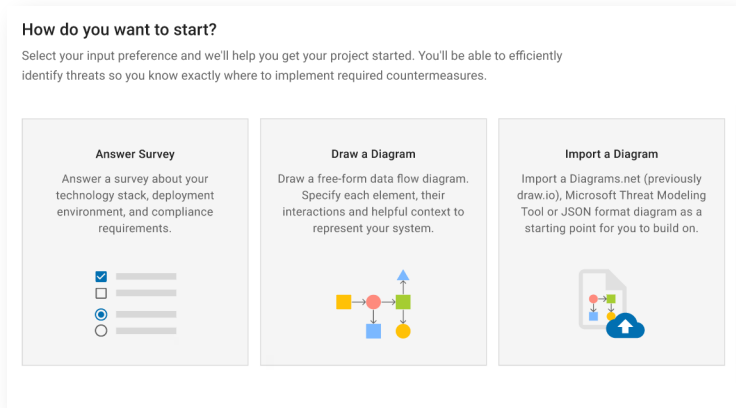 How do you want to start?
Select your input preference and we'll help you get your project started. You'll be able to efficiently
identify threats so you know exactly where to implement required countermeasures.
Answer Survey
Answer a survey about your
technology stack, deployment
environment, and compliance
requirements.
Draw a Diagram
Draw a free-form data flow diagram.
Specify each element, their
interactions and helpful context to
represent your system.
Import a Diagram
Import a Diagrams.net (previously
draw.io), Microsoft Threat Modeling
Tool or JSON format diagram as a
starting point for you to build on.